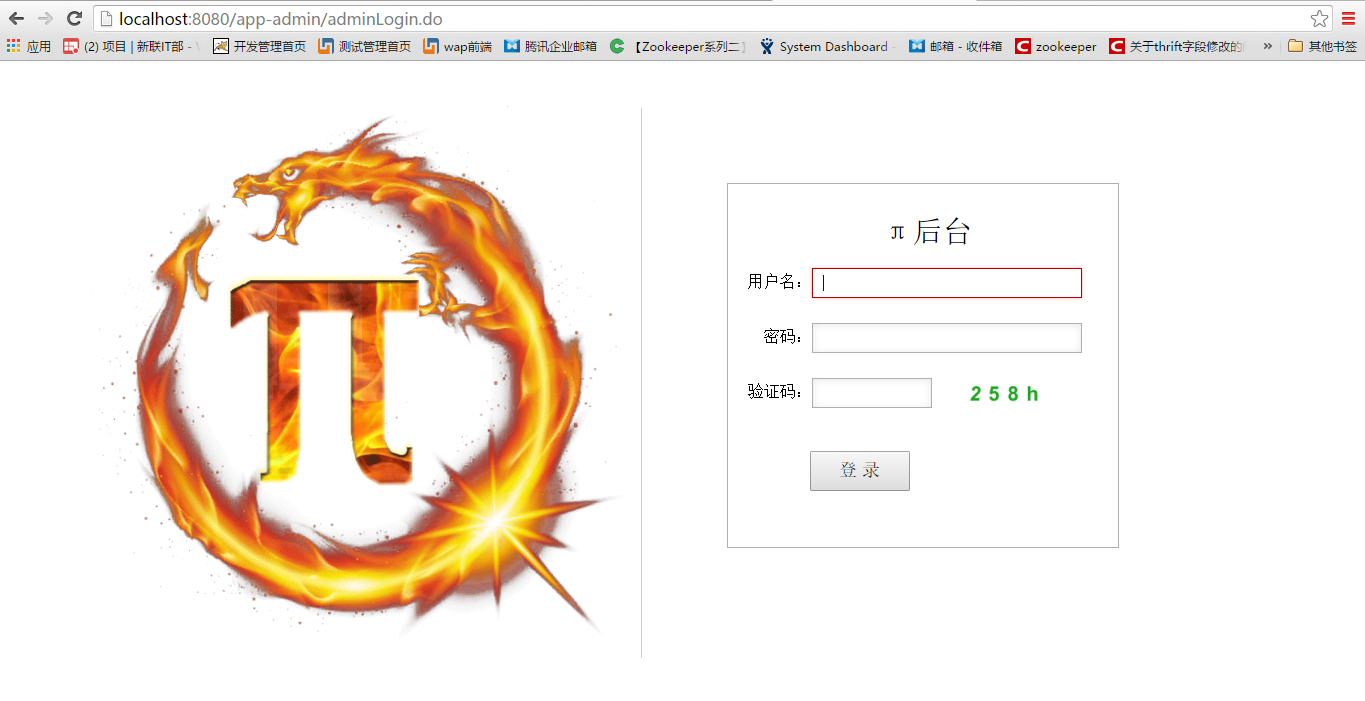 localhost:8080/app-admin/adminLogin.do
应用 (2) 项目 | 新联IT部 - 开发管理首页 测试管理首页 wap前端 腾讯企业邮箱 【Zookeeper系列二】 System Dashboard - 邮箱 - 收件箱 zookeeper 关于thrift字段修改的 » 其他书签
π
π 后台
用户名：
密码：
验证码： 258h
登 录